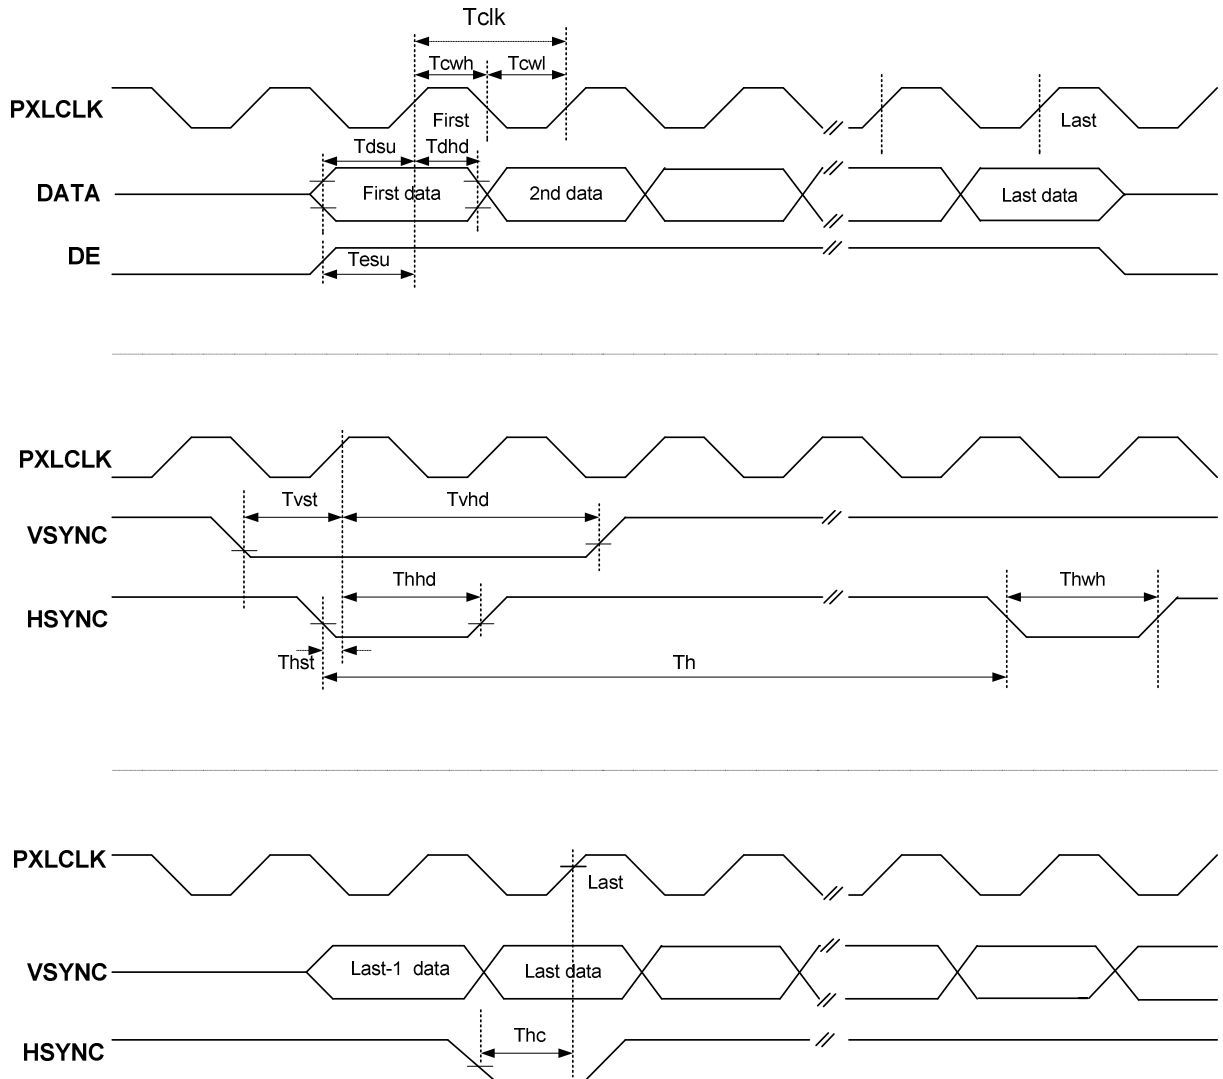 Tclk
Tcwh Tcwl
PXLCLK
First
Last
Tdsu Tdhd
DATA
First data
2nd data
Last data
DE
Tesu
PXLCLK
Tvst
Tvhd
VSYNC
Thhd
Thwh
HSYNC
Thst
Th
PXLCLK
Last
VSYNC
Last-1 data
Last data
HSYNC
Thc